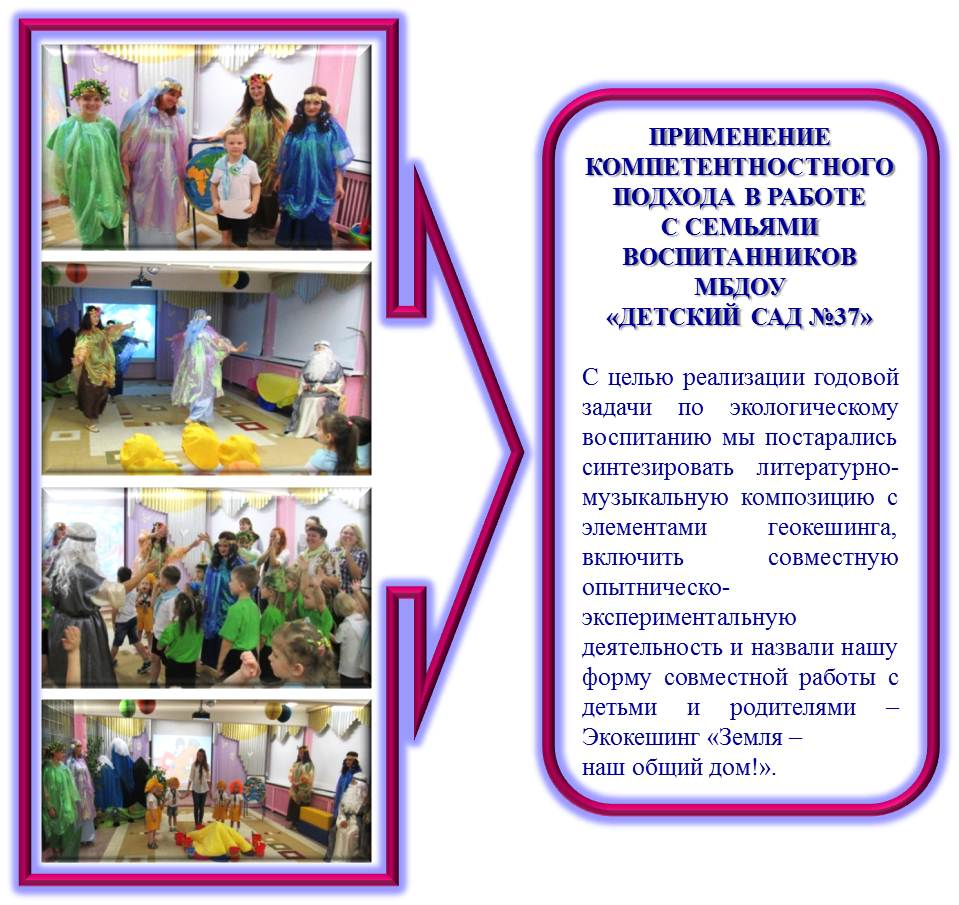 ПРИМЕНЕНИЕ
КОМПЕТЕНТНОСТНОГО
ПОДХОДА В РАБОТЕ
С СЕМЬЯМИ
ВОСПИТАННИКОВ
МБДОУ
«ДЕТСКИЙ САД №37»
С целью реализации годовой
задачи по экологическому
воспитанию мы постарались
синтезировать литературно-
музыкальную композицию с
элементами геокешинга,
включить совместную
опытническо-
экспериментальную
деятельность и назвали нашу
форму совместной работы с
детьми и родителями –
Экокешинг «Земля –
наш общий дом!».